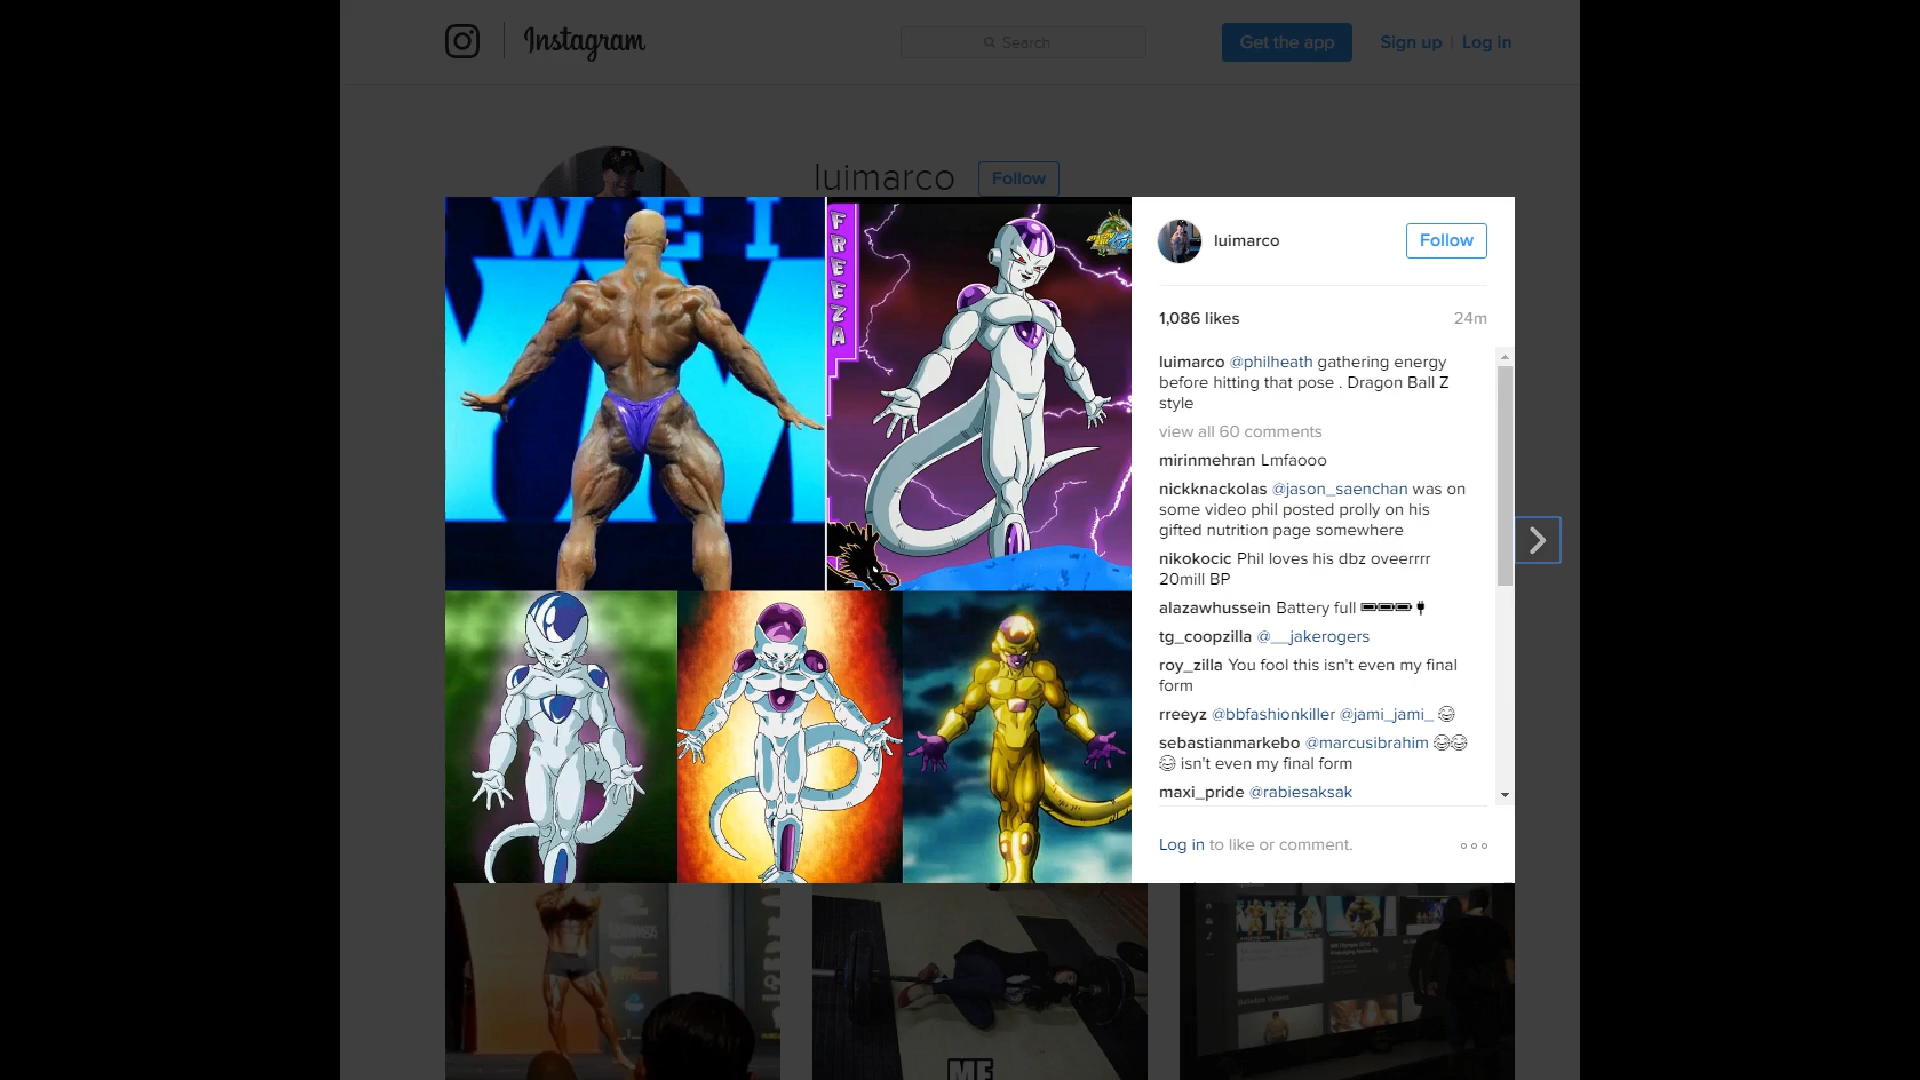 Instagram
Search
Get the app
Sign up | Log in
luimarco
Follow
WEI
FREEZA
luimarco
Follow
1,086 likes
24m
luimarco @philheath gathering energy
before hitting that pose . Dragon Ball Z
style
view all 60 comments
mirinmehran Lmfaooo
nickknackolas @jason_saenchan was on
some video phil posted prolly on his
gifted nutrition page somewhere
nikokocic Phil loves his dbz oveerrrr
20mill BP
alazawhussein Battery full
tg_coopzilla @__jakerogers
roy_zilla You fool this isn't even my final
form
rreeyz @bbfashionkiller @jami_jami_
sebastianmarkebo @marcusibrahim
isn't even my final form
maxi_pride @rabiesaksak
Log in to like or comment.
ME